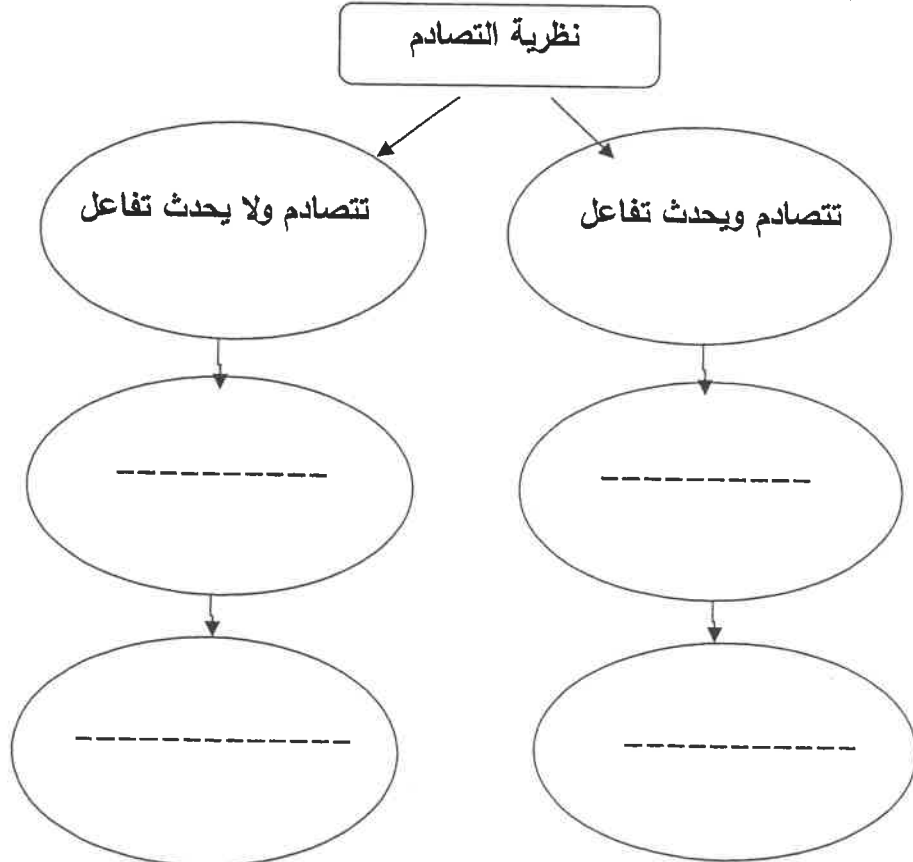 نظرية التصادم
تتصادم ويحدث تفاعل
تتصادم ولا يحدث تفاعل
----------
----------
-----------
-------------